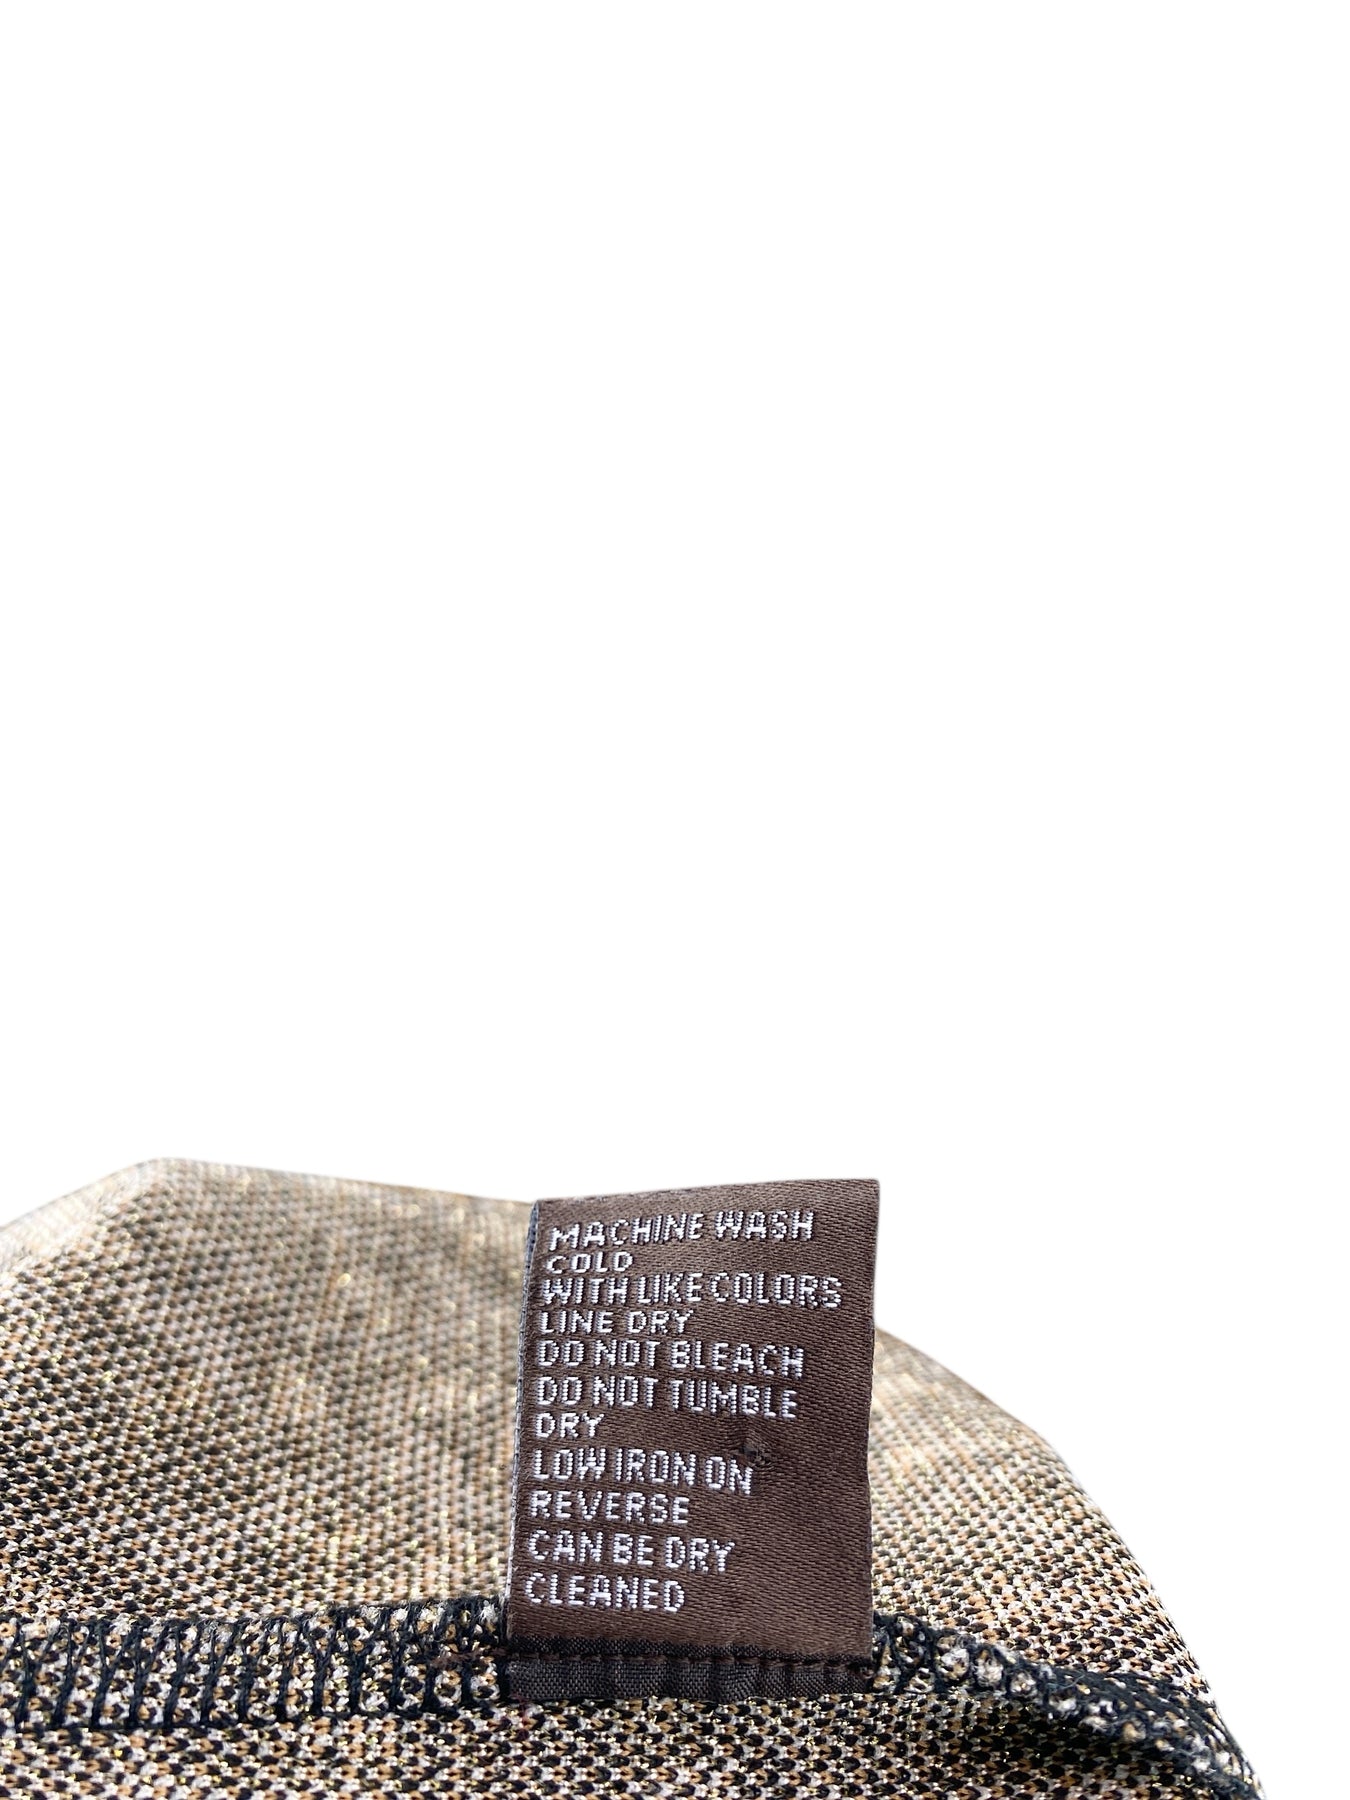 MACHINE WASH
COLD
WITH LIKE COLORS
LINE DRY
DO NOT BLEACH
DO NOT TUMBLE
DRY
LOW IRON ON
REVERSE
CAN BE DRY
CLEANED